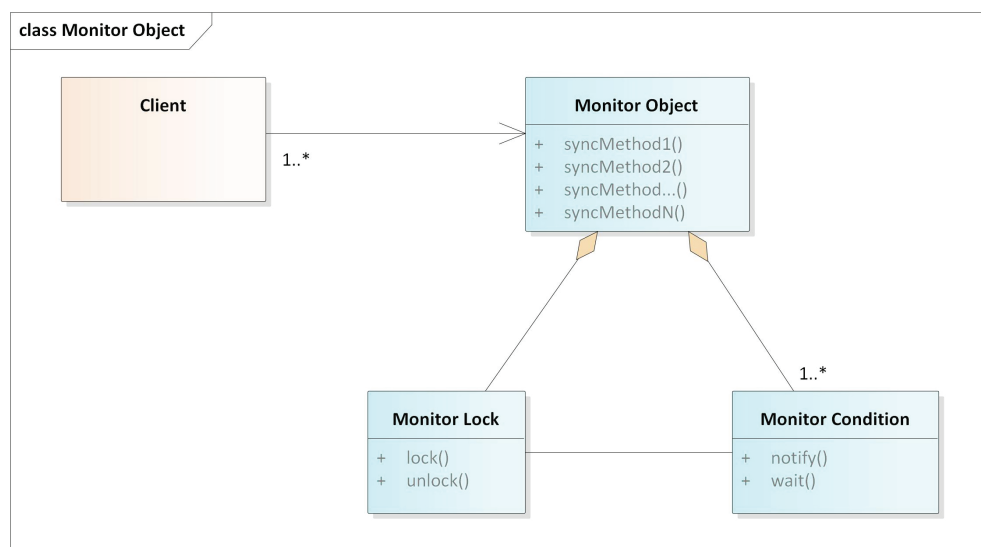 class Monitor Object
Client
1..*
Monitor Object
+ syncMethod1()
+ syncMethod2()
+ syncMethod...()
+ syncMethodN()
1..*
Monitor Lock
+ lock()
+ unlock()
Monitor Condition
+ notify()
+ wait()